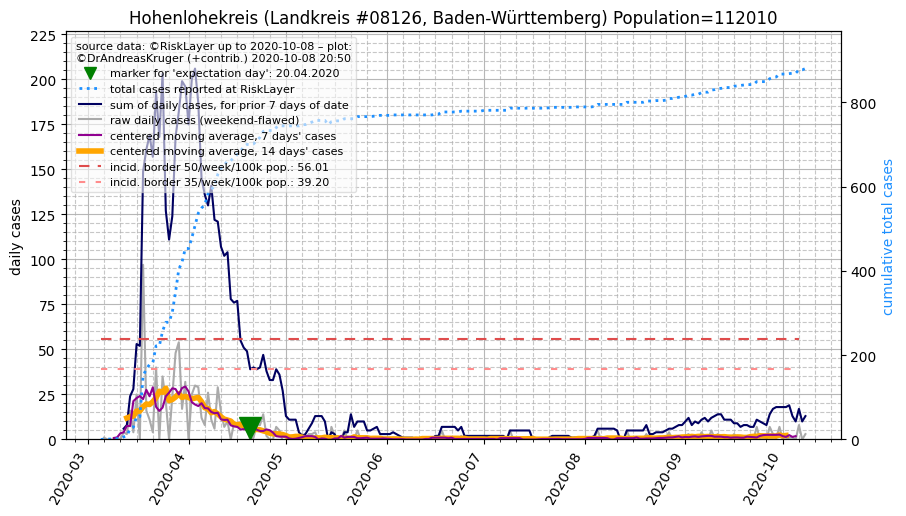 Hohenlohekreis (Landkreis #08126, Baden-Württemberg) Population=112010
source data: ©RiskLayer up to 2020-10-08 – plot:
©DrAndreasKruger (+contrib.) 2020-10-08 20:50
marker for 'expectation day': 20.04.2020
total cases reported at RiskLayer
sum of daily cases, for prior 7 days of date
raw daily cases (weekend-flawed)
centered moving average, 7 days' cases
centered moving average, 14 days' cases
incid. border 50/week/100k pop.: 56.01
incid. border 35/week/100k pop.: 39.20
daily cases
225
200
175
150
125
100
75
50
25
0
cumulative total cases
800
600
400
200
0
2020-03
2020-04
2020-05
2020-06
2020-07
2020-08
2020-09
2020-10